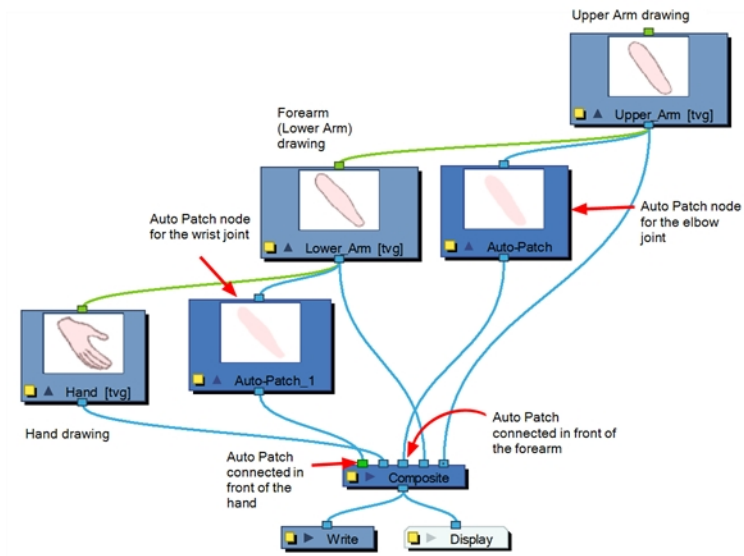 Upper Arm drawing
Upper_Arm [tvg]
Forearm
(Lower Arm)
drawing
Auto Patch node
for the wrist joint
Lower_Arm [tvg]
Auto-Patch
Auto Patch node
for the elbow
joint
Hand [tvg]
Auto-Patch_1
Hand drawing
Auto Patch
connected in
front of the
hand
Auto Patch
connected in front of
the forearm
Composite
Write
Display